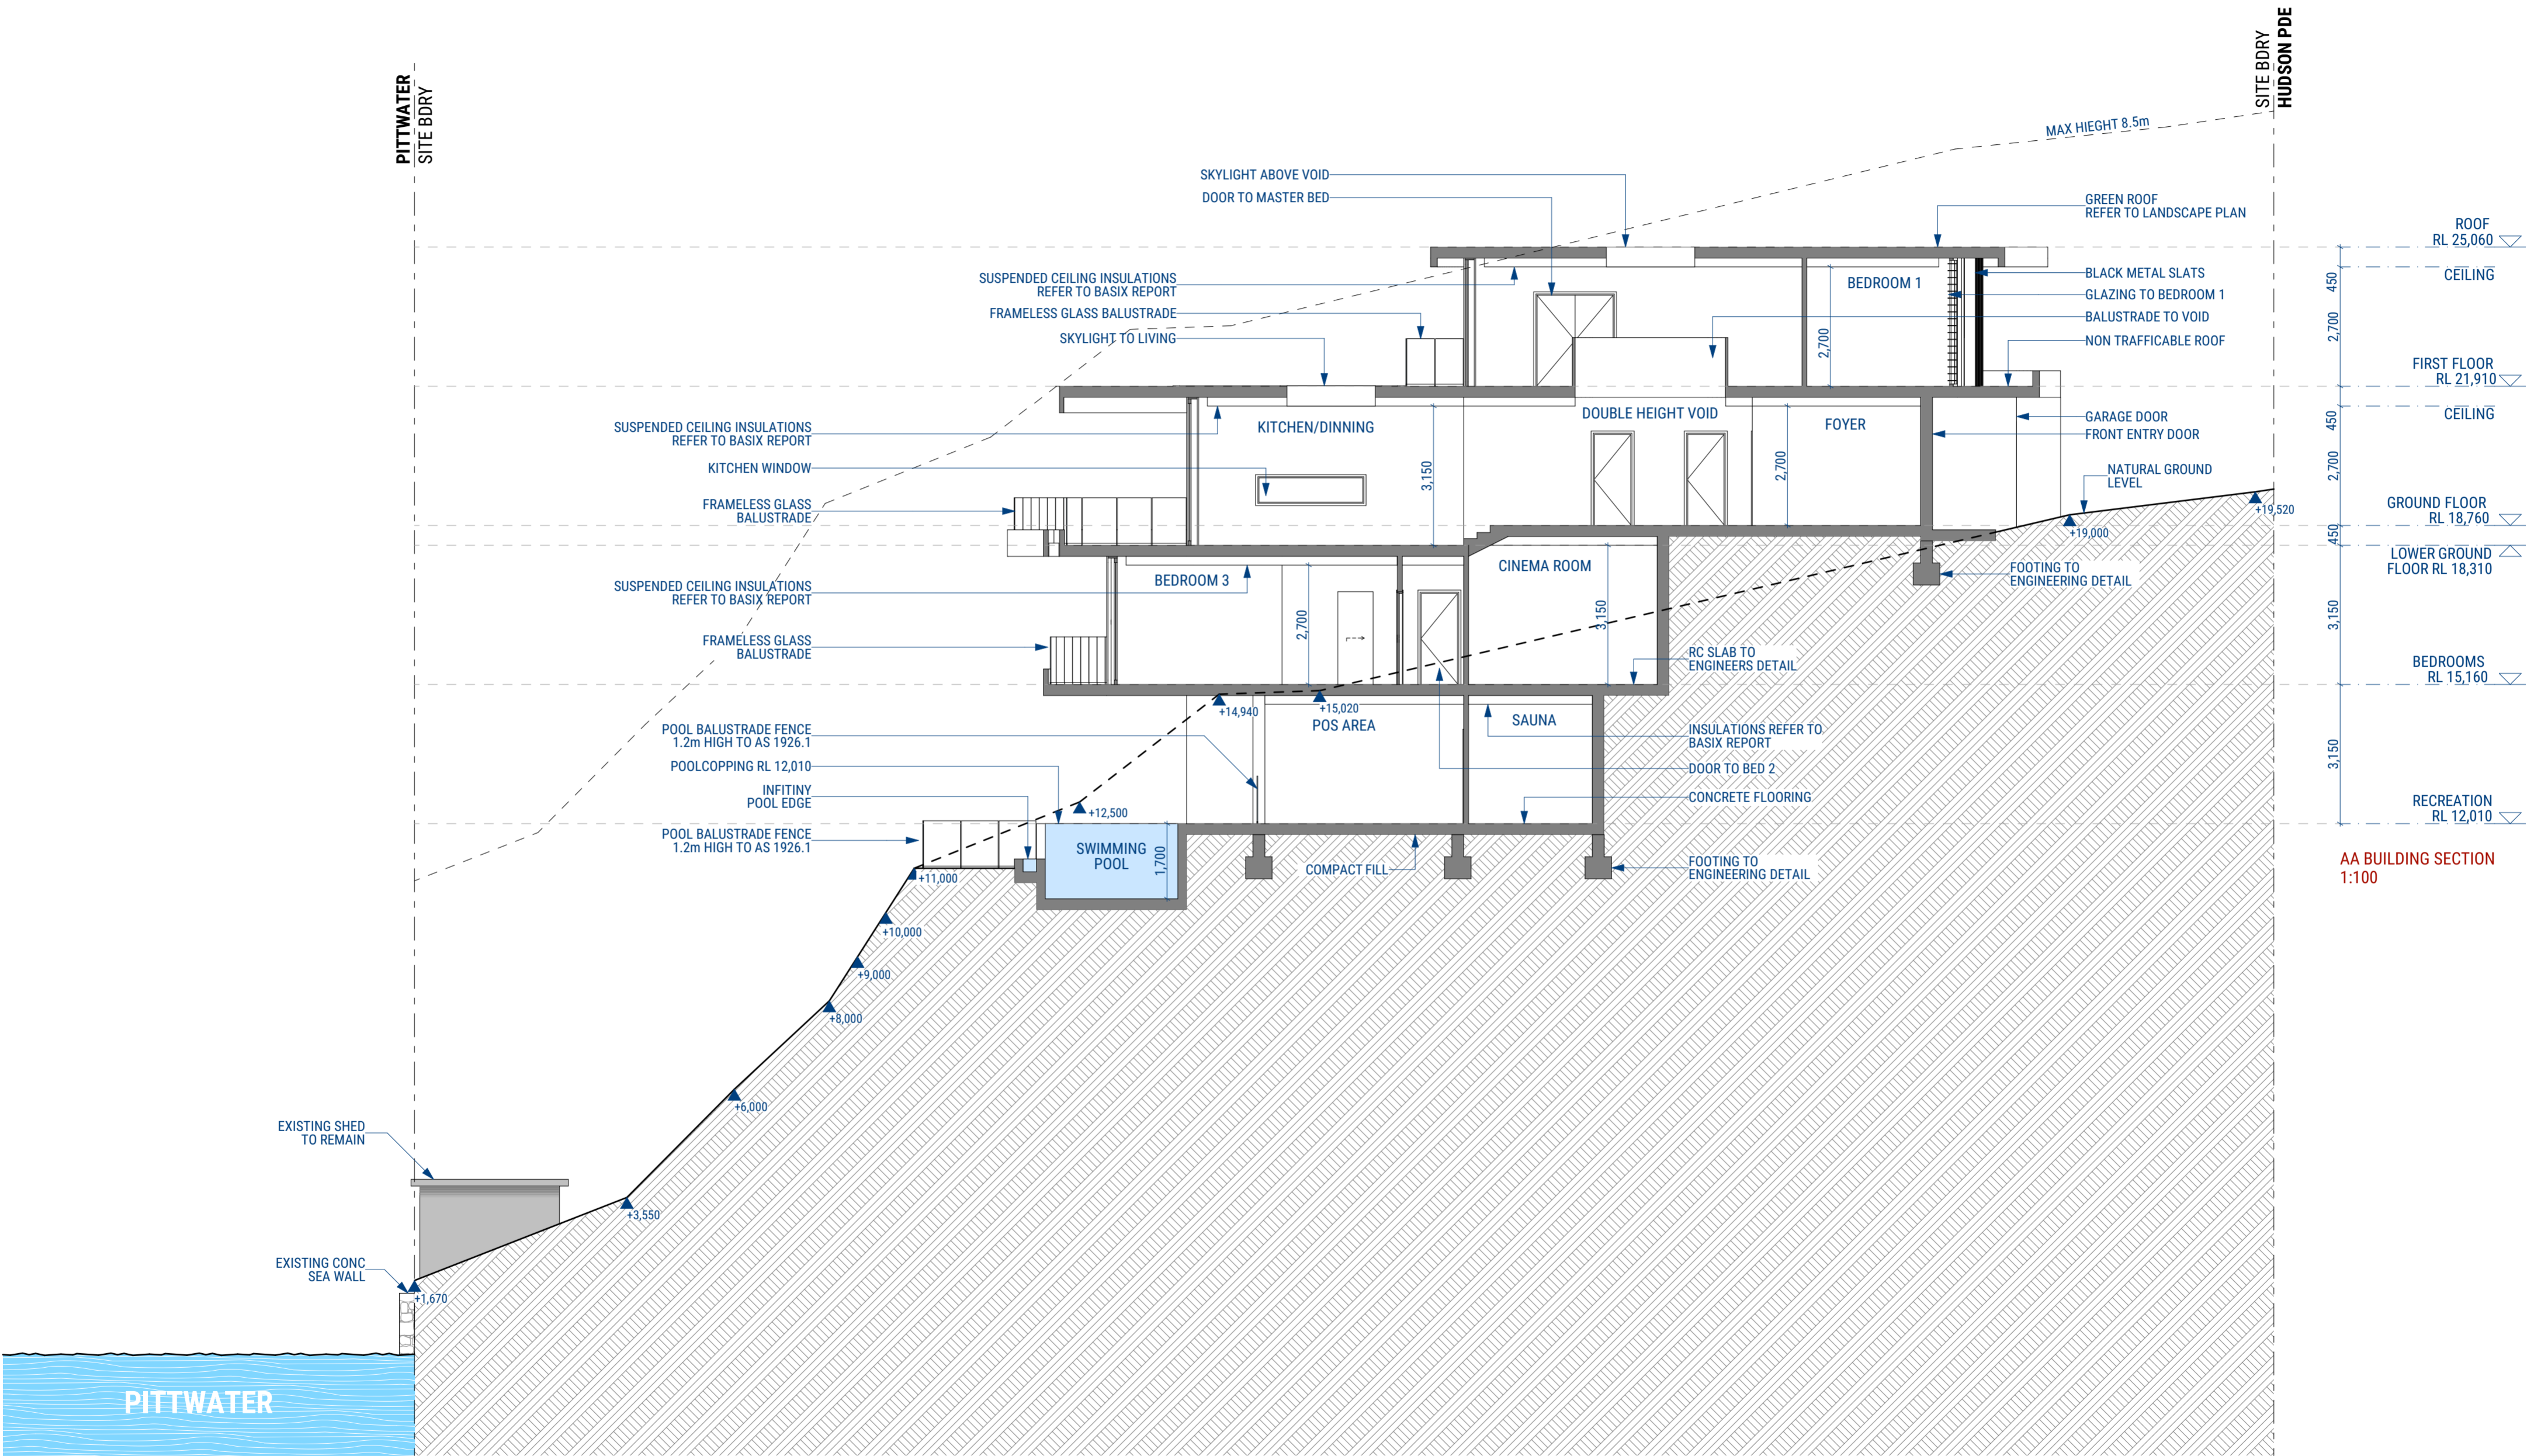 PITTWATER
SITE BDRY
SITE BDRY
HUDSON PDE
MAX HIEGHT 8.5m
SKYLIGHT ABOVE VOID
DOOR TO MASTER BED
GREEN ROOF
REFER TO LANDSCAPE PLAN
ROOF
RL 25,060
SUSPENDED CEILING INSULATIONS
REFER TO BASIX REPORT
FRAMELESS GLASS BALUSTRADE
SKYLIGHT TO LIVING
BEDROOM 1
2,700
BLACK METAL SLATS
GLAZING TO BEDROOM 1
BALUSTRADE TO VOID
NON TRAFFICABLE ROOF
450
CEILING
2,700
FIRST FLOOR
RL 21,910
SUSPENDED CEILING INSULATIONS
REFER TO BASIX REPORT
KITCHEN WINDOW
FRAMELESS GLASS
BALUSTRADE
KITCHEN/DINNING
3,150
DOUBLE HEIGHT VOID
2,700
FOYER
GARAGE DOOR
FRONT ENTRY DOOR
NATURAL GROUND
LEVEL
+19,520
+19,000
450
CEILING
2,700
GROUND FLOOR
RL 18,760
450
LOWER GROUND
FLOOR RL 18,310
SUSPENDED CEILING INSULATIONS
REFER TO BASIX REPORT
FRAMELESS GLASS
BALUSTRADE
BEDROOM 3
2,700
CINEMA ROOM
3,150
FOOTING TO
ENGINEERING DETAIL
RC SLAB TO
ENGINEERS DETAIL
3,150
BEDROOMS
RL 15,160
+14,940
+15,020
POS AREA
SAUNA
POOL BALUSTRADE FENCE
1.2m HIGH TO AS 1926.1
POOLCOPPING RL 12,010
INFITINY
POOL EDGE
POOL BALUSTRADE FENCE
1.2m HIGH TO AS 1926.1
INSULATIONS REFER TO
BASIX REPORT
DOOR TO BED 2
CONCRETE FLOORING
3,150
RECREATION
RL 12,010
+12,500
SWIMMING
POOL
1,700
COMPACT FILL
FOOTING TO
ENGINEERING DETAIL
AA BUILDING SECTION
1:100
+11,000
+10,000
+9,000
+8,000
+6,000
EXISTING SHED
TO REMAIN
+3,550
EXISTING CONC
SEA WALL
+1,670
PITTWATER